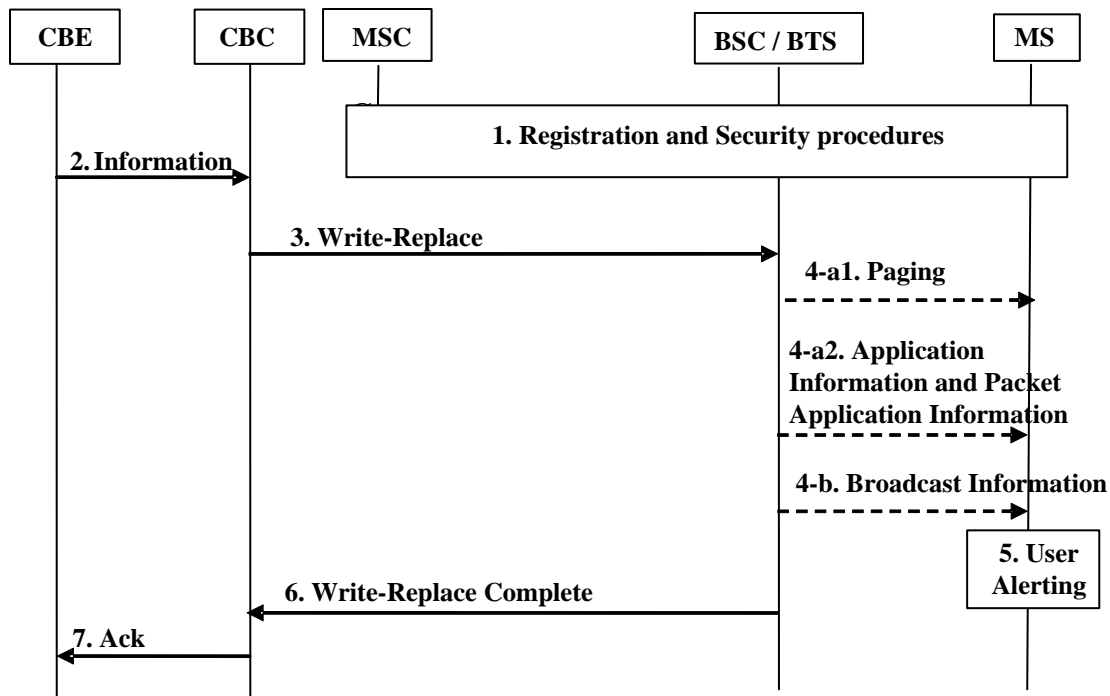 CBE
CBC
MSC
BSC / BTS
MS
1. Registration and Security procedures
2. Information
3. Write-Replace
4-a1. Paging
4-a2. Application
Information and Packet
Application Information
4-b. Broadcast Information
5. User
Alerting
6. Write-Replace Complete
7. Ack